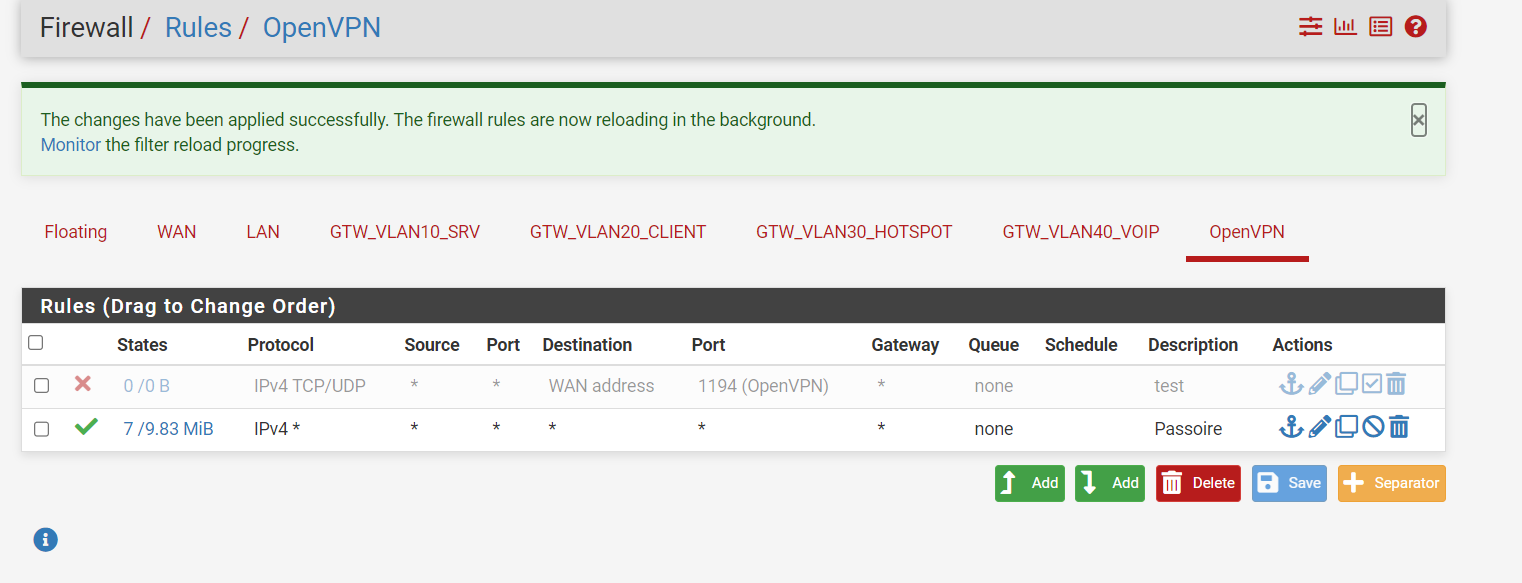 Firewall / Rules / OpenVPN
The changes have been applied successfully. The firewall rules are now reloading in the background.
Monitor the filter reload progress.
Floating WAN LAN GTW_VLAN10_SRV GTW_VLAN20_CLIENT GTW_VLAN30_HOTSPOT GTW_VLAN40_VOIP OpenVPN
Rules (Drag to Change Order)
States Protocol Source Port Destination Port Gateway Queue Schedule Description Actions
0 /0 B IPv4 TCP/UDP * * WAN address 1194 (OpenVPN) * none test
7 /9.83 MiB IPv4 * * * * * * none Passoire
Add Add Delete Save Separator